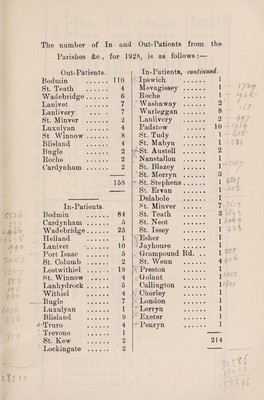 The number of In and Out-Patients from the
Parishes &c , for 1928, is as follows :—
Out-Patients.
Bodmin ...... 110
St. Teath ...... 4
Wadebridge ...... 6
Lanivet ...... 7
Lanlivery ...... 7
St. Minver ...... 2
Luxulyan ...... 4
St Winnow ...... 8
Blisland ...... 4
Bugle ...... 2
Roche ...... 2
Cardynham ...... 2
158
In-Patients.
Bodmin ...... 84
Cardynham ...... 5
Wadebridge ...... 25
Helland ...... 1
Lanivet ...... 10
Port Isaac ...... 5
St. Columb ...... 2
Lostwithiel ...... 18
St. Winnow ...... 4
Lanhydrock ...... 5
Withiel ...... 4
Bugle ...... 7
Luxulyan ...... 1
Blisland ...... 9
Truro ...... 4
Trevone ...... 1
St. Kew ...... 2
Lockingate ...... 2
In-Patients, continued.
Ipswich ...... 1
Mevagissey ...... 1
Roche ...... 1
Washaway ...... 2
Warleggan ...... 8
Lanlivery ...... 2
Padstow ...... 10
St. Tudy ...... 1
St. Mabyn ...... 1
St. Austell ...... 2
Nanstallon ...... 1
St. Blazey ...... 1
St. Merryn ...... 3
St. Stephens ...... 1
St. Ervan ...... 1
Delabole ...... 1
St. Minver ...... 7
St. Teath ...... 3
St. Neot ...... 1
St. Issey ...... 1
Esher ...... 1
Jayhoure ...... 1
Grampound Rd. .. 1
St. Wenn ...... 1
Preston ...... 1
Golant ...... 1
Callington ...... 1
Chorley ...... 1
London ...... 1
Lerryn ...... 1
Exeter ...... 1
Penryn ...... 1
214